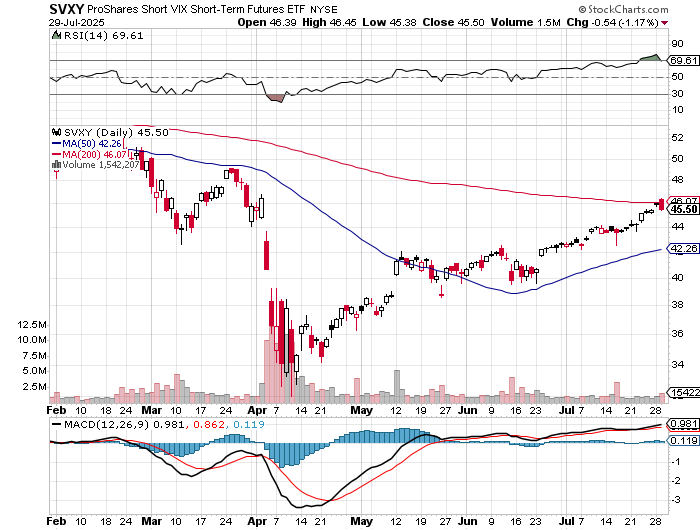 SVXY ProShares Short VIX Short-Term Futures ETF NYSE © StockCharts.com
29-Jul-2025 Open 46.39 High 46.45 Low 45.38 Close 45.50 Volume 1.5M Chg -0.54 (-1.17%)
RSI(14) 69.61
90
69.61
50
30
10
SVXY (Daily) 45.50
MA(50) 42.26
MA(200) 46.07
Volume 1,542,207
52
50
48
46.07
45.50
44
42.26
40
38
36
34
32
12.5M
10.0M
7.5M
5.0M
2.5M
15422
Feb 10 18 24 Mar 10 17 24 Apr 7 14 21 May 12 19 27 Jun 9 16 23 Jul 7 14 21 28
MACD(12,26,9) 0.981, 0.862, 0.119
0.981
0.119
-1
-2
-3
Feb 10 18 24 Mar 10 17 24 Apr 7 14 21 May 12 19 27 Jun 9 16 23 Jul 7 14 21 28